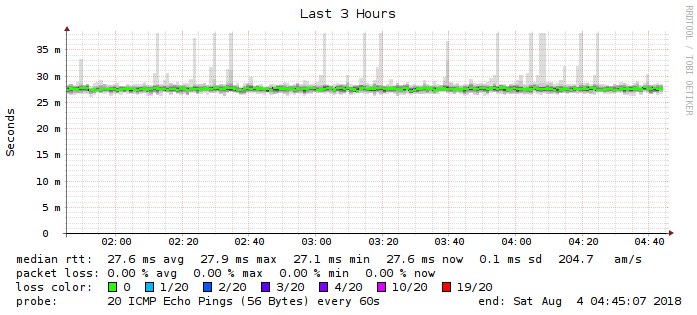 Last 3 Hours
RRDTOOL / TOBI OETIKER
Seconds
35 m
30 m
25 m
20 m
15 m
10 m
5 m
0
02:00 02:20 02:40 03:00 03:20 03:40 04:00 04:20 04:40
median rtt: 27.6 ms avg 27.9 ms max 27.1 ms min 27.6 ms now 0.1 ms sd 204.7 am/s
packet loss: 0.00 % avg 0.00 % max 0.00 % min 0.00 % now
loss color: 0 1/20 2/20 3/20 4/20 10/20 19/20
probe: 20 ICMP Echo Pings (56 Bytes) every 60s end: Sat Aug 4 04:45:07 2018